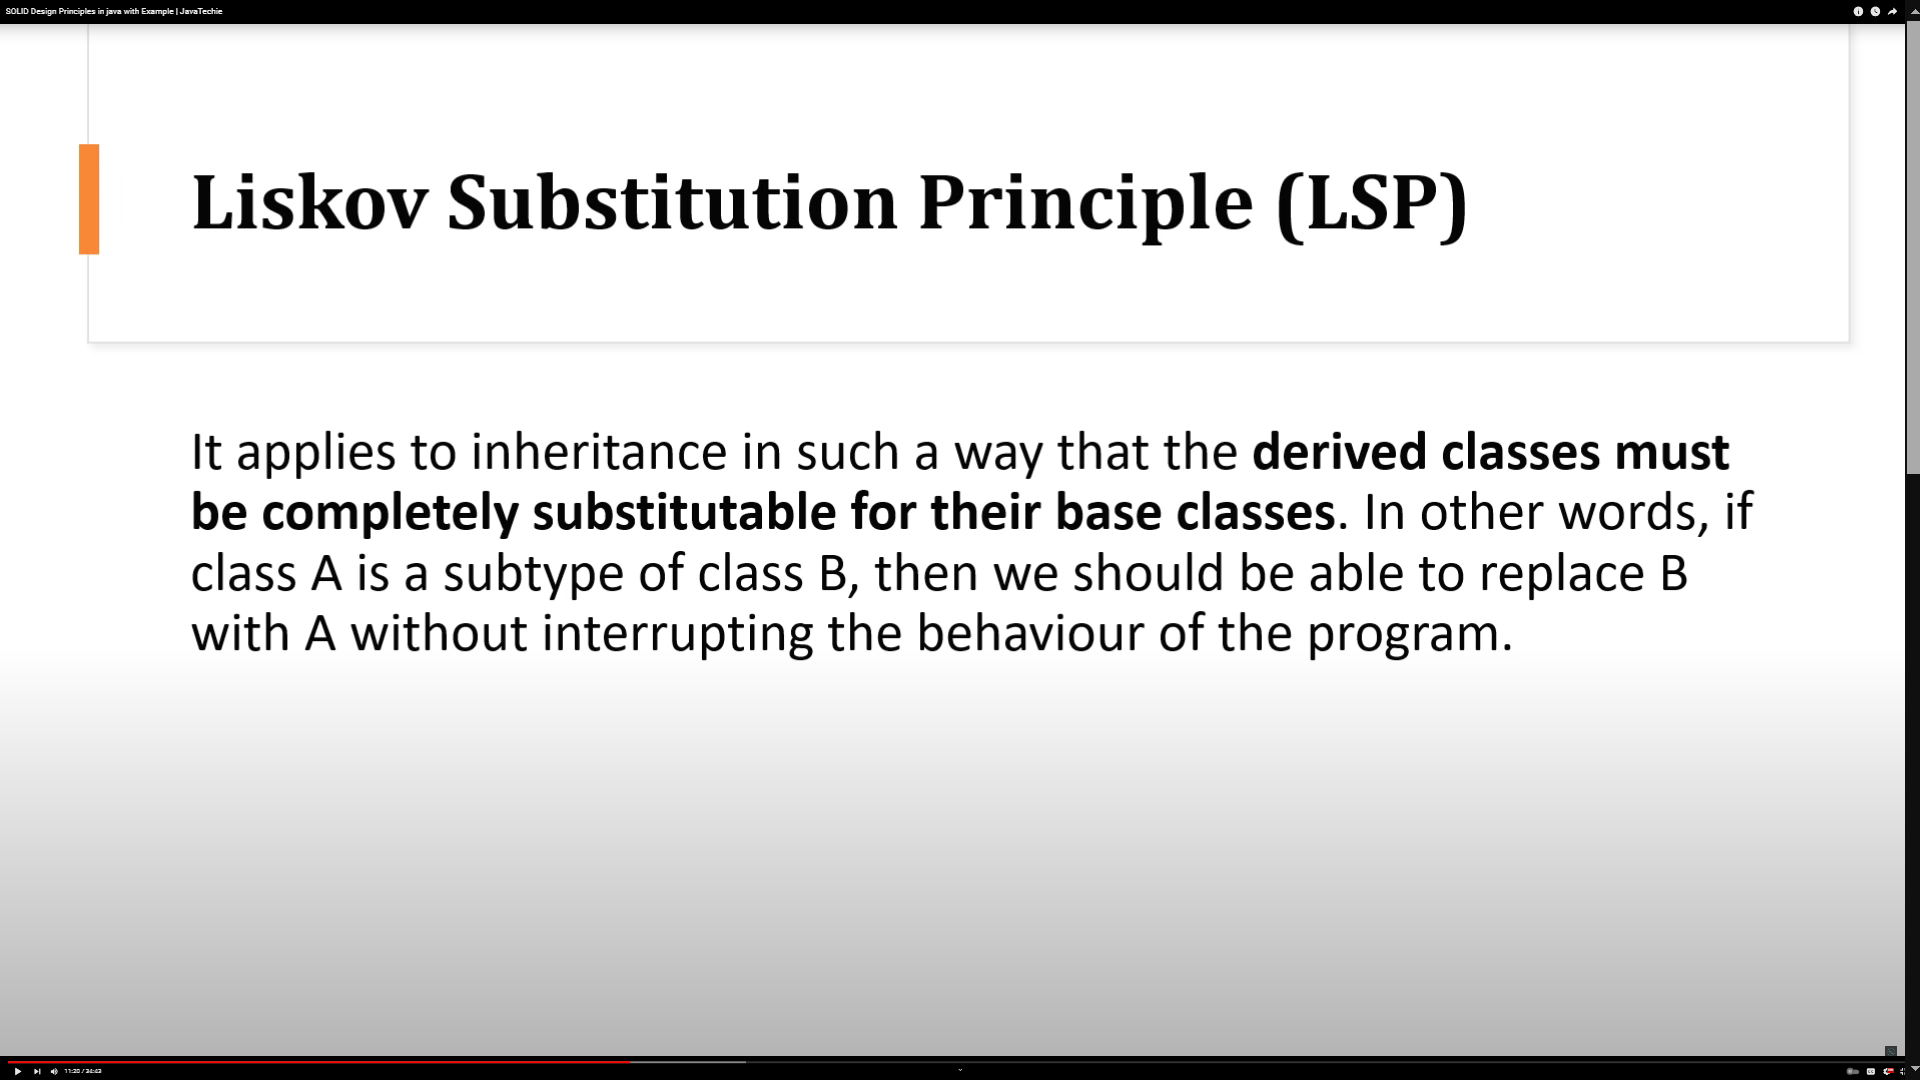 SOLID Design Principles in java with Example | JavaTechie
Liskov Substitution Principle (LSP)
It applies to inheritance in such a way that the derived classes must
be completely substitutable for their base classes. In other words, if
class A is a subtype of class B, then we should be able to replace B
with A without interrupting the behaviour of the program.
11:20 / 34:43